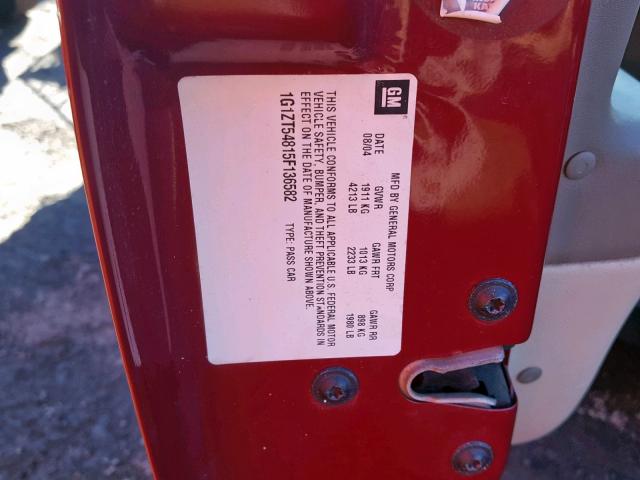 GM
MFD BY GENERAL MOTORS CORP
DATE GVWR GAWR FRT GAWR RR
08/04 1911 KG 1013 KG 898 KG
4213 LB 2233 LB 1980 LB
THIS VEHICLE CONFORMS TO ALL APPLICABLE U.S. FEDERAL MOTOR
VEHICLE SAFETY, BUMPER, AND THEFT PREVENTION STANDARDS IN
EFFECT ON THE DATE OF MANUFACTURE SHOWN ABOVE.
1G1ZT54815F136582 TYPE: PASS CAR